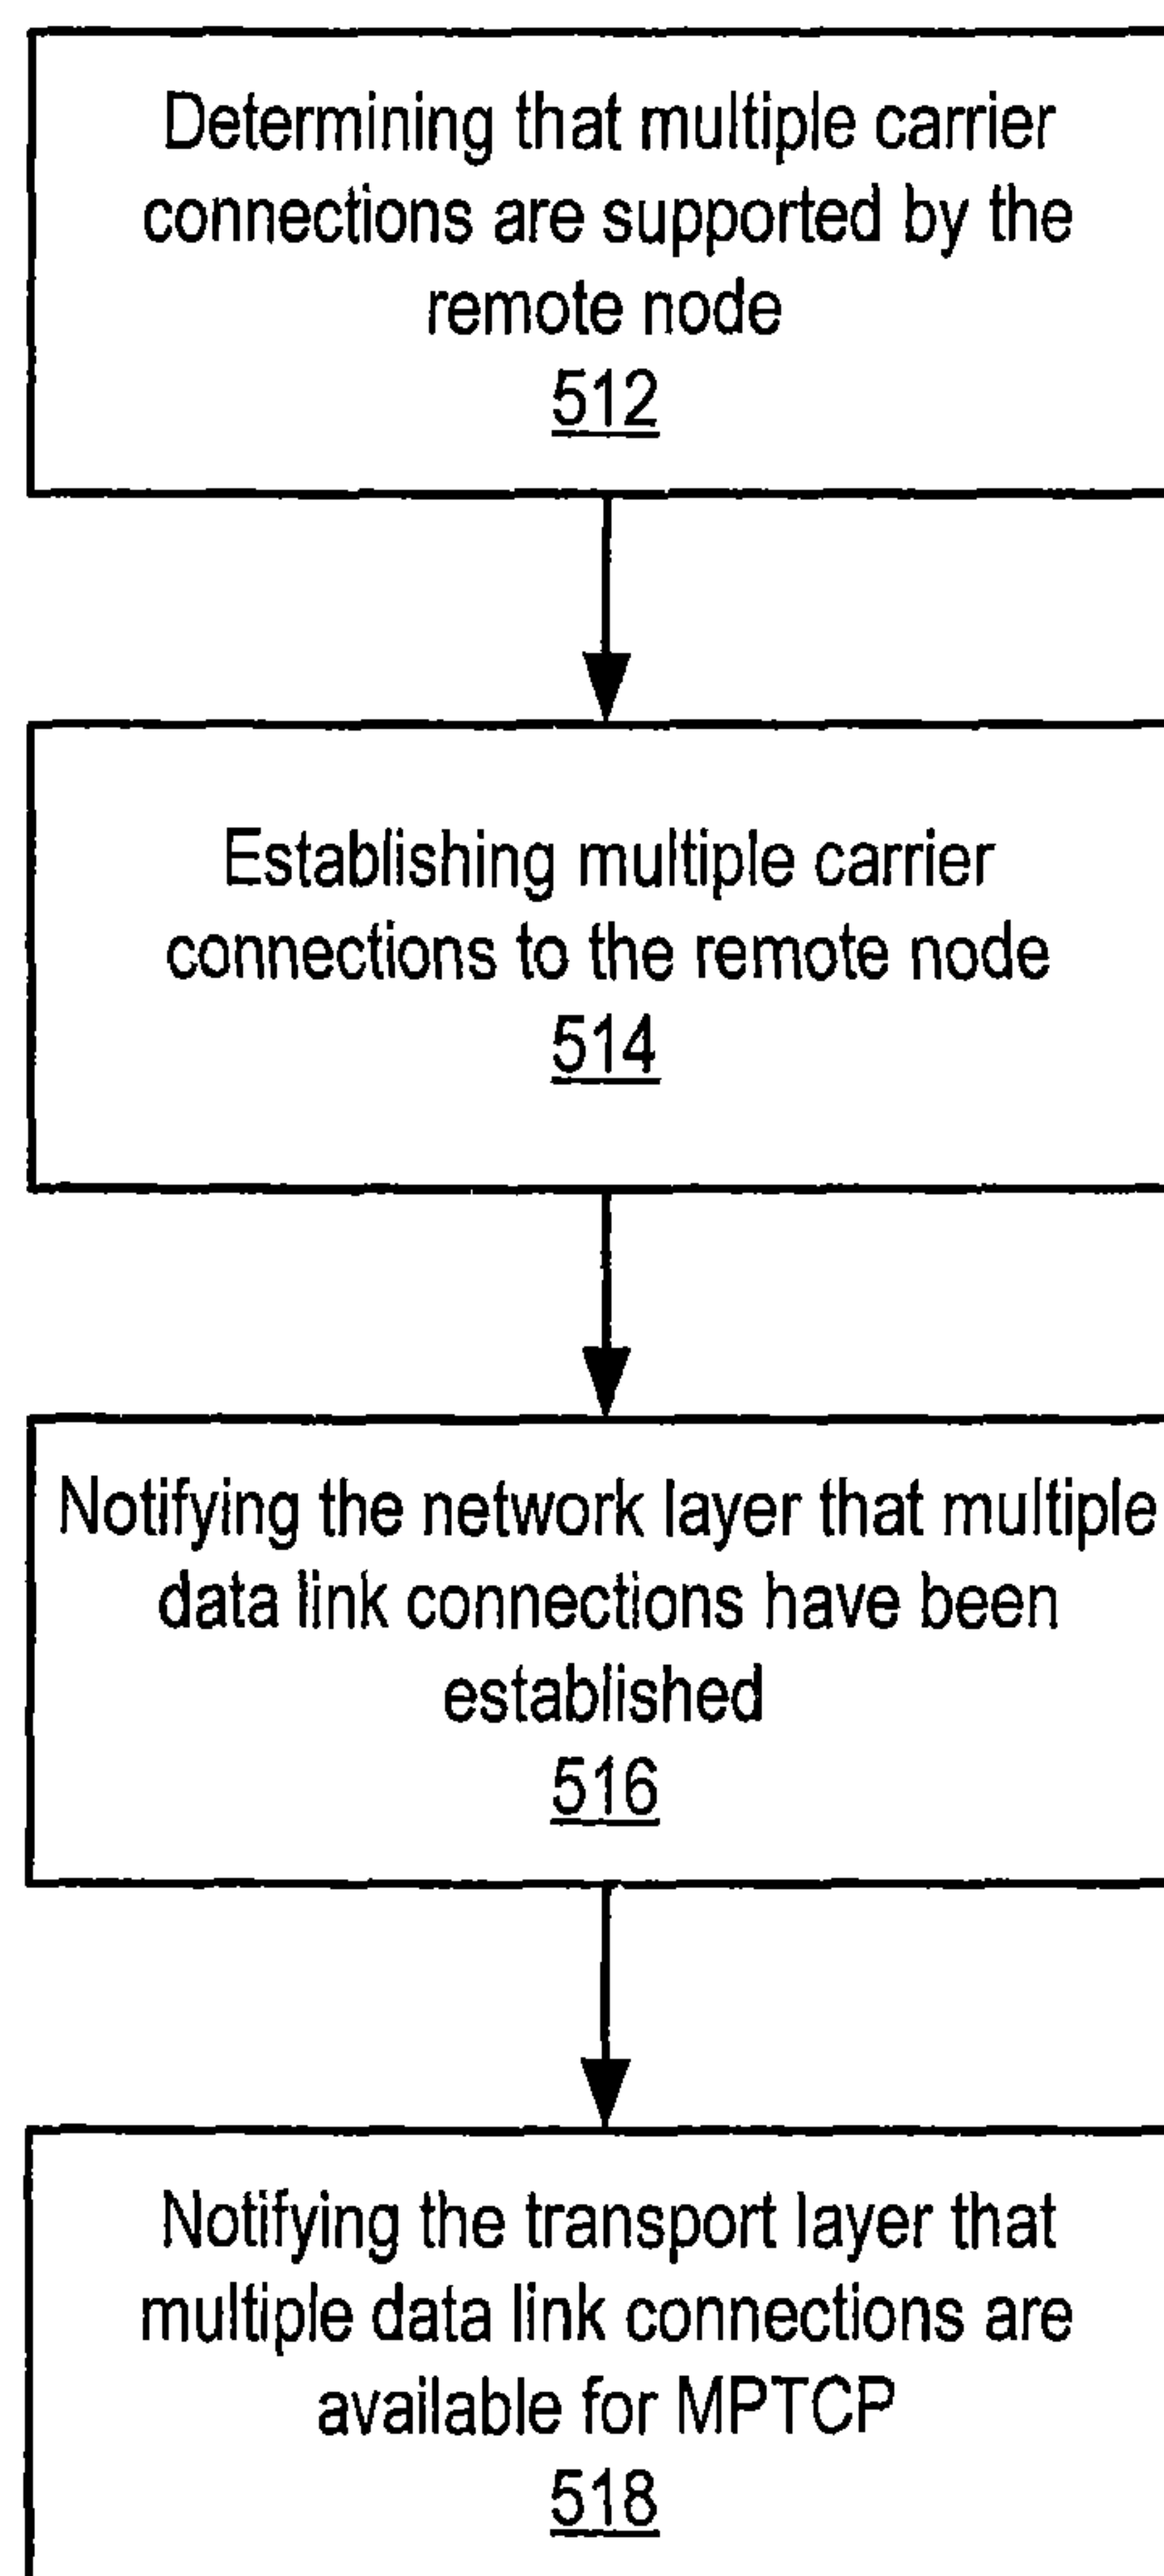 Determining that multiple carrier
connections are supported by the
remote node
512
Establishing multiple carrier
connections to the remote node
514
Notifying the network layer that multiple
data link connections have been
established
516
Notifying the transport layer that
multiple data link connections are
available for MPTCP
518